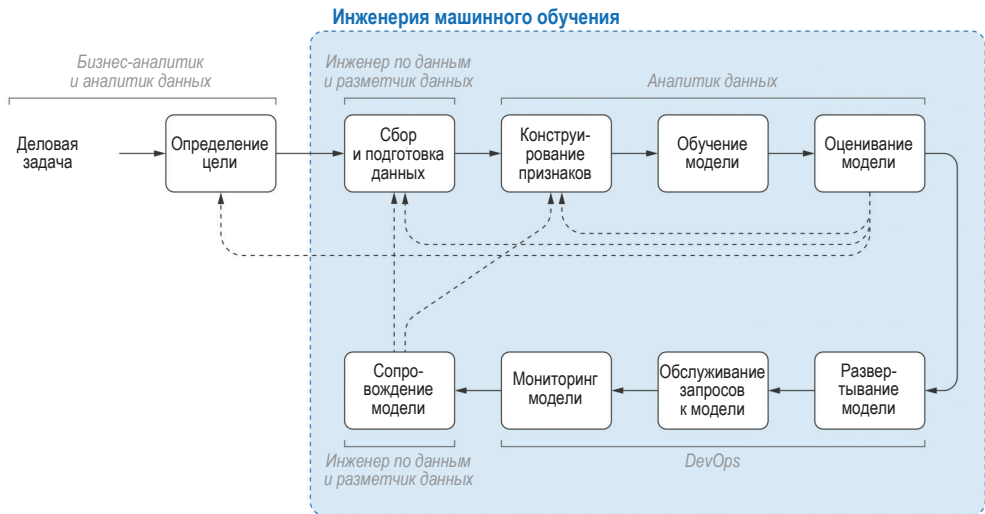 Инженерия машинного обучения
Бизнес-аналитик
и аналитик данных
Инженер по данным
и разметчик данных
Аналитик данных
Деловая
задача
Определение
цели
Сбор
и подготовка
данных
Конструи-
рование
признаков
Обучение
модели
Оценивание
модели
Сопро-
вождение
модели
Мониторинг
модели
Обслуживание
запросов
к модели
Развер-
тывание
модели
Инженер по данным
и разметчик данных
DevOps